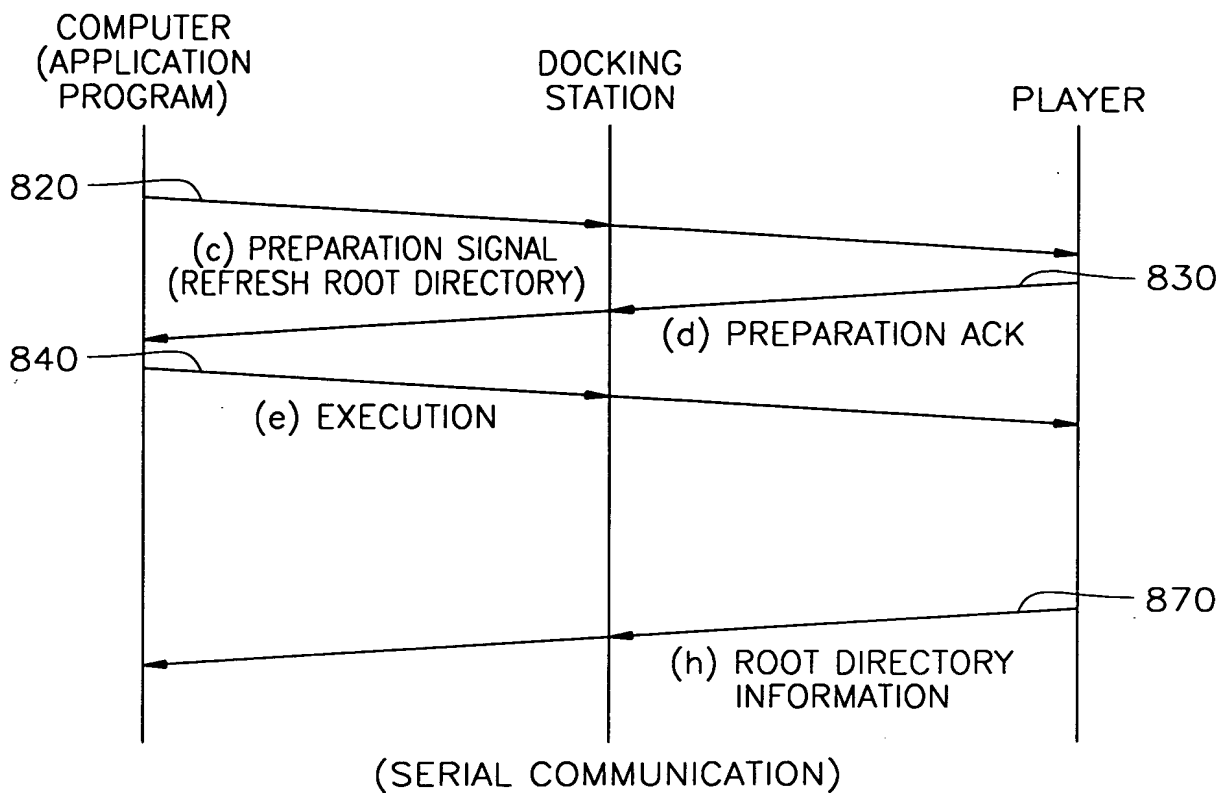 COMPUTER
(APPLICATION
PROGRAM)
DOCKING
STATION
PLAYER
820
(c) PREPARATION SIGNAL
(REFRESH ROOT DIRECTORY)
830
(d) PREPARATION ACK
840
(e) EXECUTION
870
(h) ROOT DIRECTORY
INFORMATION
(SERIAL COMMUNICATION)